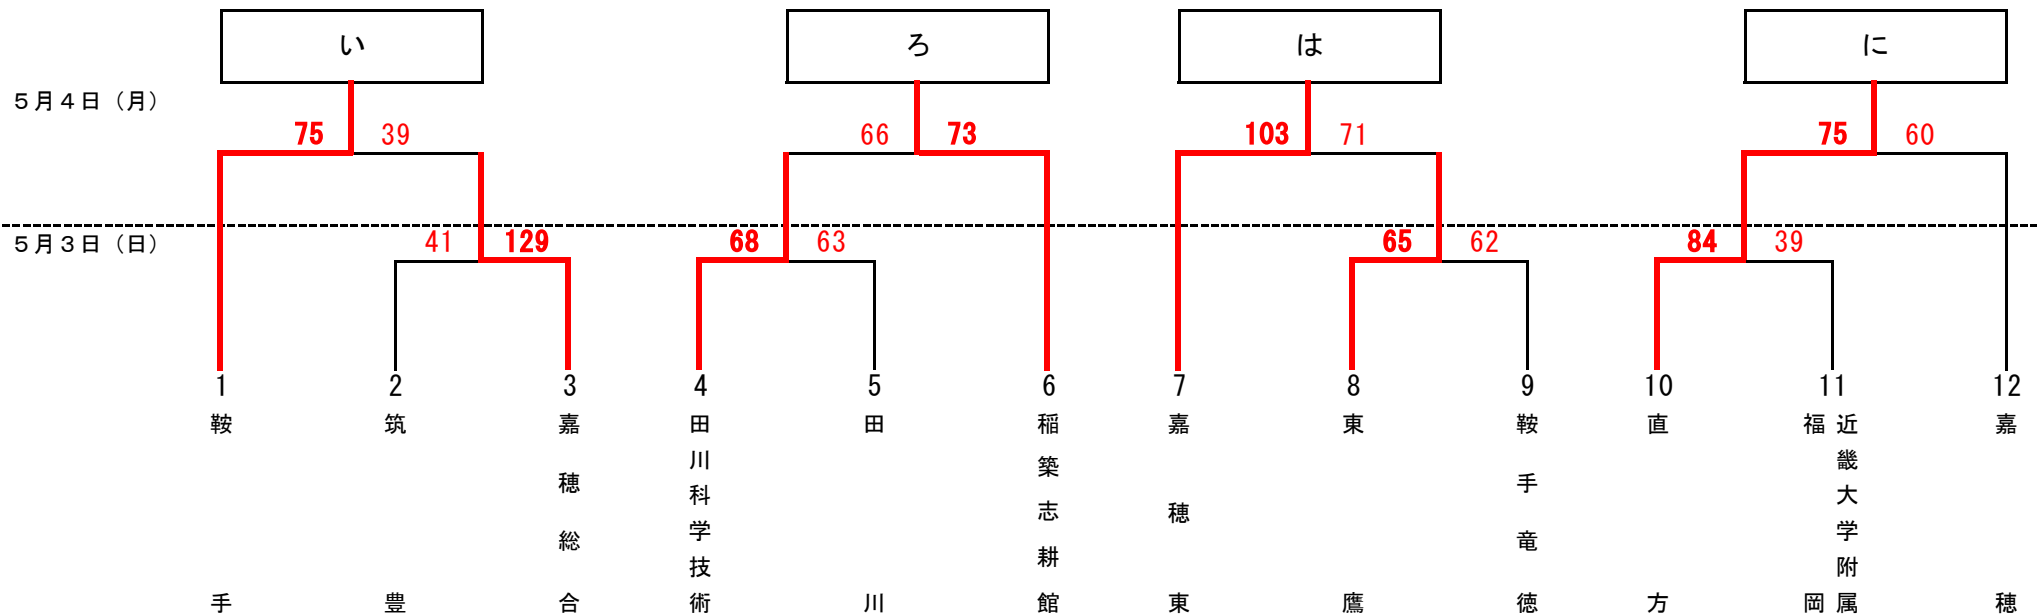 い ろ は に
5月4日（月）
75 39 66 73 103 71 75 60
5月3日（日）
41 129 68 63 65 62 84 39
1 2 3 4 5 6 7 8 9 10 11 12
鞍手
筑豊
嘉穂総合
田川科学技術
田川
稲築志耕館
嘉穂東
東鷹
鞍手竜徳
直方
近畿大学附属
福岡
嘉穂